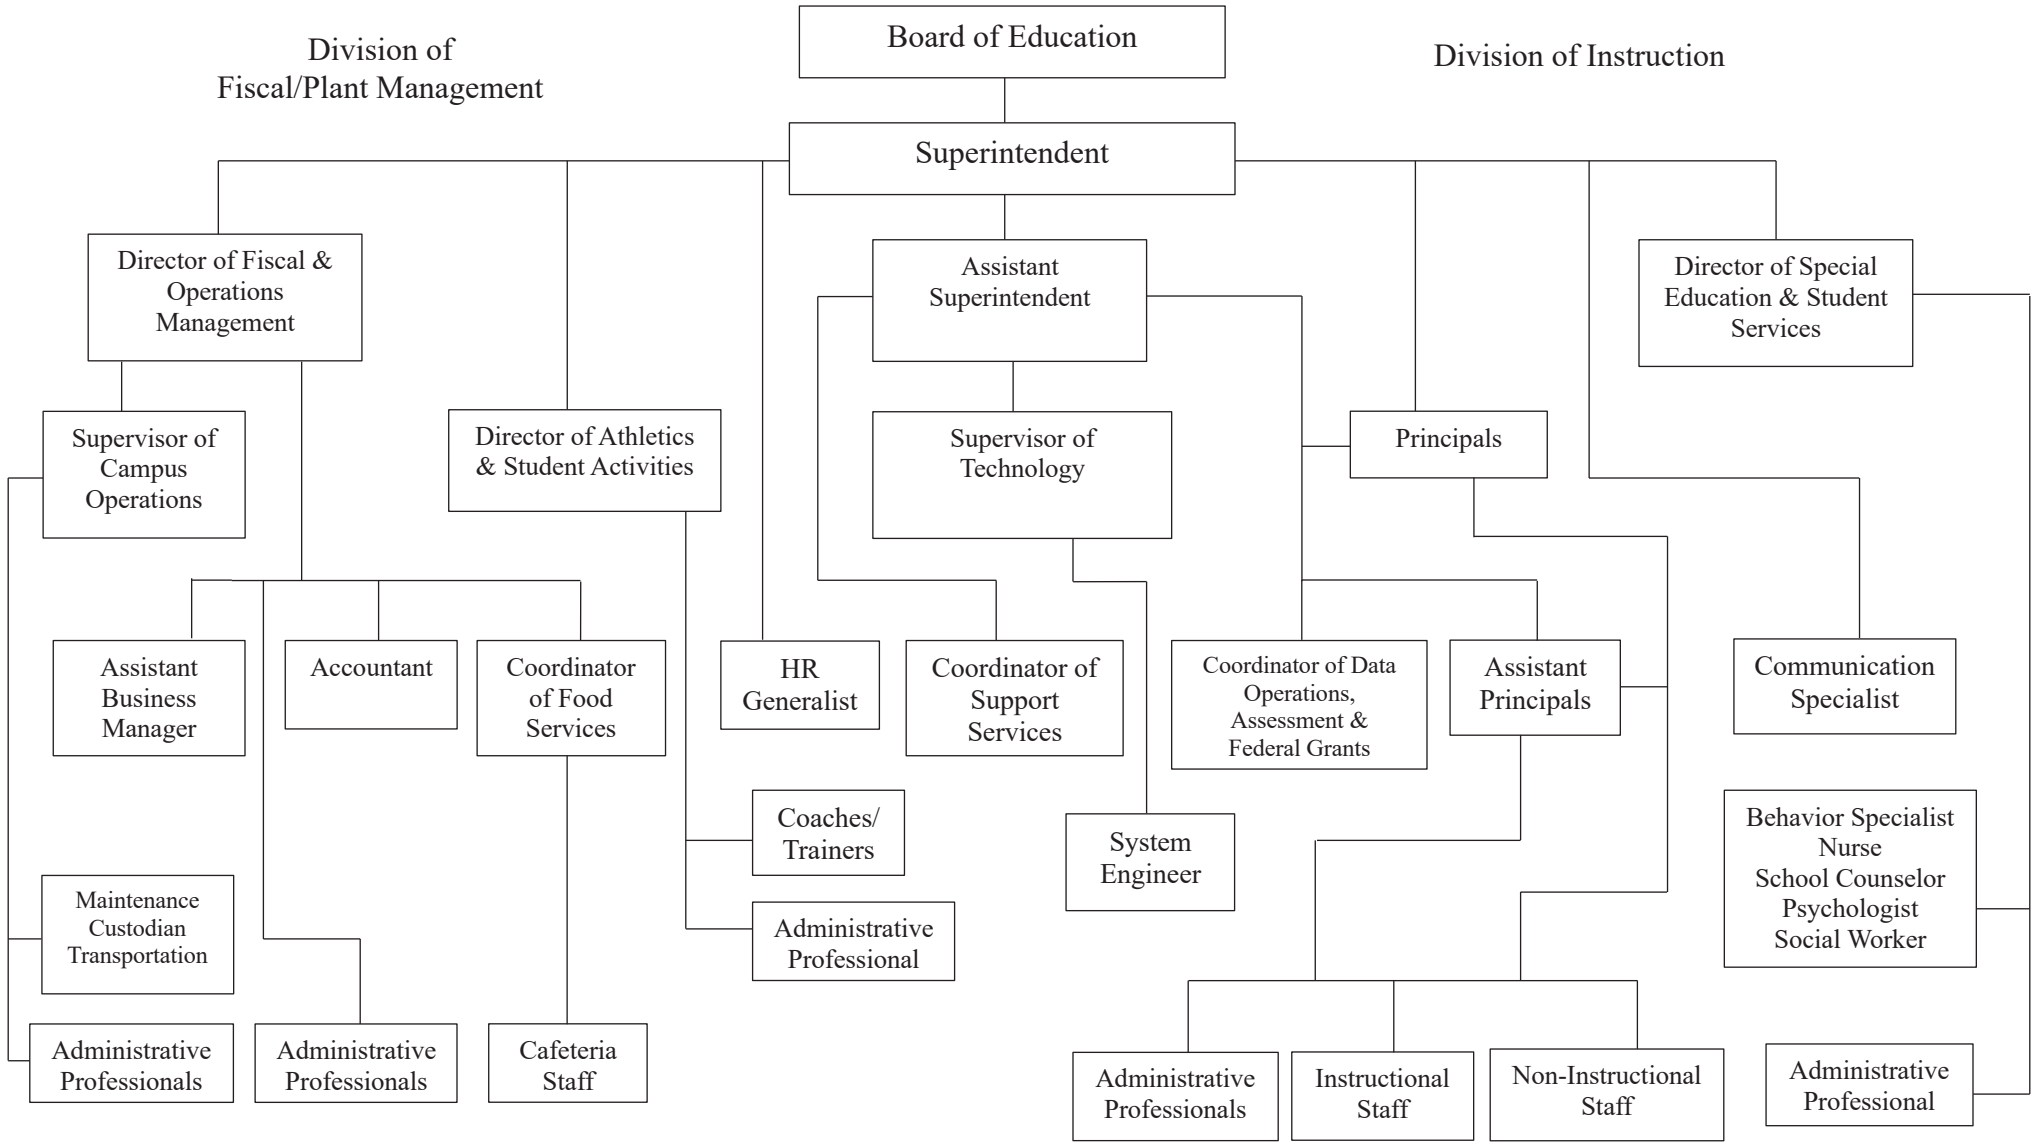 Division of
Fiscal/Plant Management
Board of Education
Division of Instruction
Superintendent
Director of Fiscal &
Operations
Management
Assistant
Superintendent
Director of Special
Education & Student
Services
Supervisor of
Campus
Operations
Director of Athletics
& Student Activities
Supervisor of
Technology
Principals
Assistant
Business
Manager
Accountant
Coordinator
of Food
Services
HR
Generalist
Coordinator of
Support
Services
Coordinator of Data
Operations,
Assessment &
Federal Grants
Assistant
Principals
Communication
Specialist
Coaches/
Trainers
System
Engineer
Behavior Specialist
Nurse
School Counselor
Psychologist
Social Worker
Maintenance
Custodian
Transportation
Administrative
Professional
Administrative
Professionals
Administrative
Professionals
Cafeteria
Staff
Administrative
Professionals
Instructional
Staff
Non-Instructional
Staff
Administrative
Professional